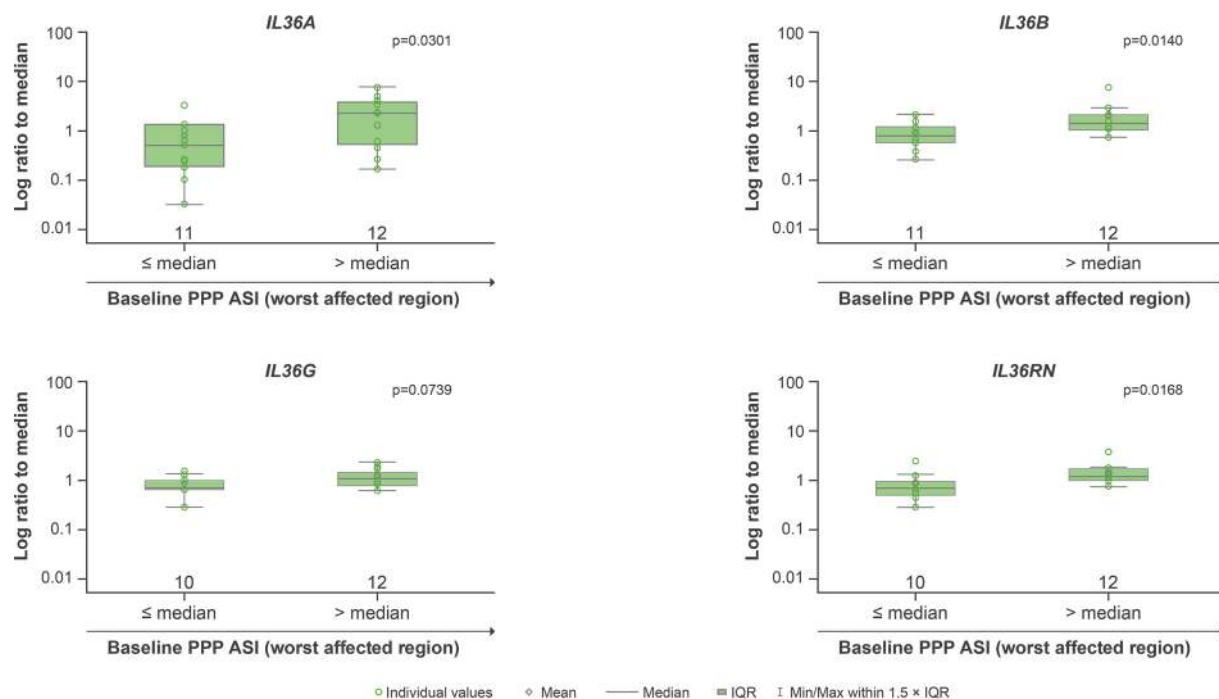 IL36A
p=0.0301
Log ratio to median
100
10
1
0.1
0.01
11
12
≤ median
> median
Baseline PPP ASI (worst affected region)
IL36B
p=0.0140
Log ratio to median
100
10
1
0.1
0.01
11
12
≤ median
> median
Baseline PPP ASI (worst affected region)
IL36G
p=0.0739
Log ratio to median
100
10
1
0.1
0.01
10
12
≤ median
> median
Baseline PPP ASI (worst affected region)
IL36RN
p=0.0168
Log ratio to median
100
10
1
0.1
0.01
10
12
≤ median
> median
Baseline PPP ASI (worst affected region)
Individual values Mean Median IQR Min/Max within 1.5 × IQR